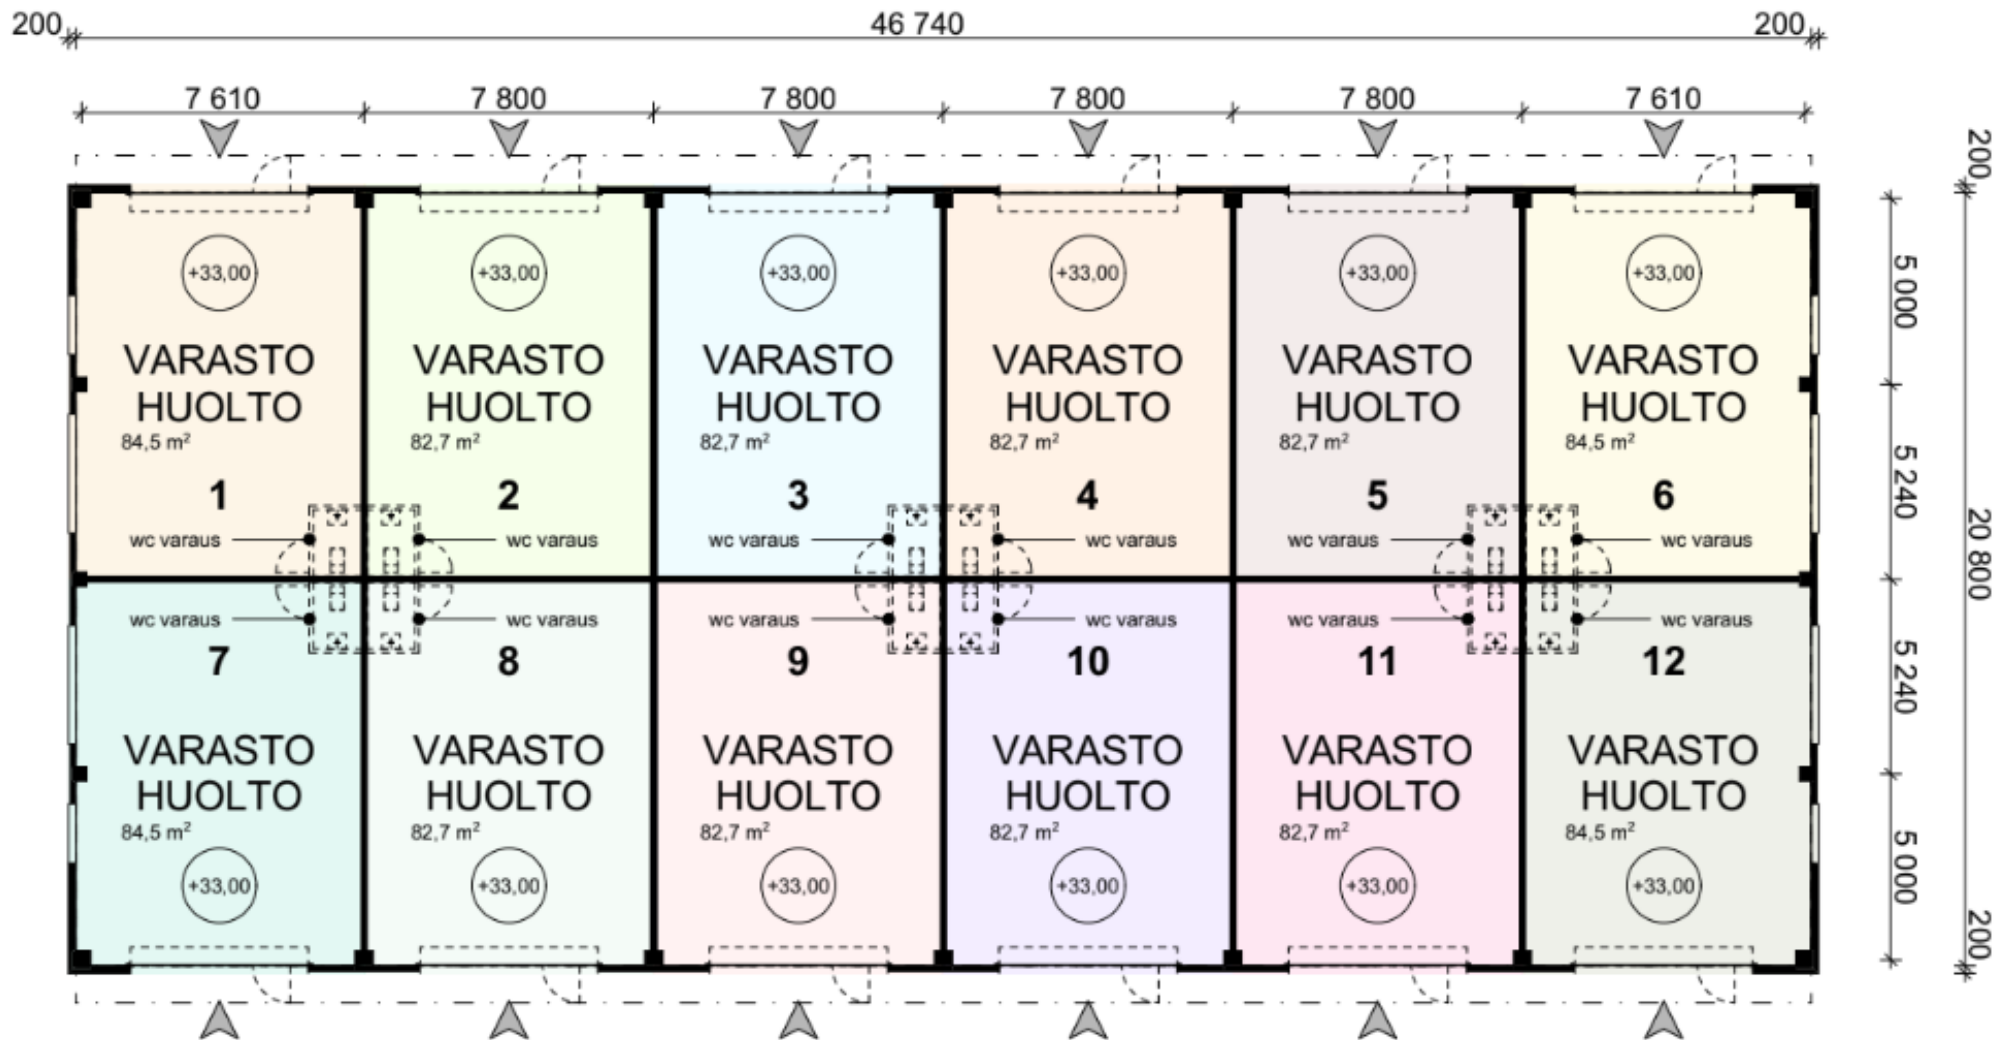 200 46 740 200
7 610 7 800 7 800 7 800 7 800 7 610
200
+33,00 +33,00 +33,00 +33,00 +33,00 +33,00
5 000
VARASTO VARASTO VARASTO VARASTO VARASTO VARASTO
HUOLTO HUOLTO HUOLTO HUOLTO HUOLTO HUOLTO
84,5 m² 82,7 m² 82,7 m² 82,7 m² 82,7 m² 84,5 m²
5 240
1 2 3 4 5 6
wc varaus wc varaus wc varaus wc varaus wc varaus wc varaus
20 800
wc varaus wc varaus wc varaus wc varaus wc varaus wc varaus
7 8 9 10 11 12
5 240
VARASTO VARASTO VARASTO VARASTO VARASTO VARASTO
HUOLTO HUOLTO HUOLTO HUOLTO HUOLTO HUOLTO
84,5 m² 82,7 m² 82,7 m² 82,7 m² 82,7 m² 84,5 m²
5 000
+33,00 +33,00 +33,00 +33,00 +33,00 +33,00
200